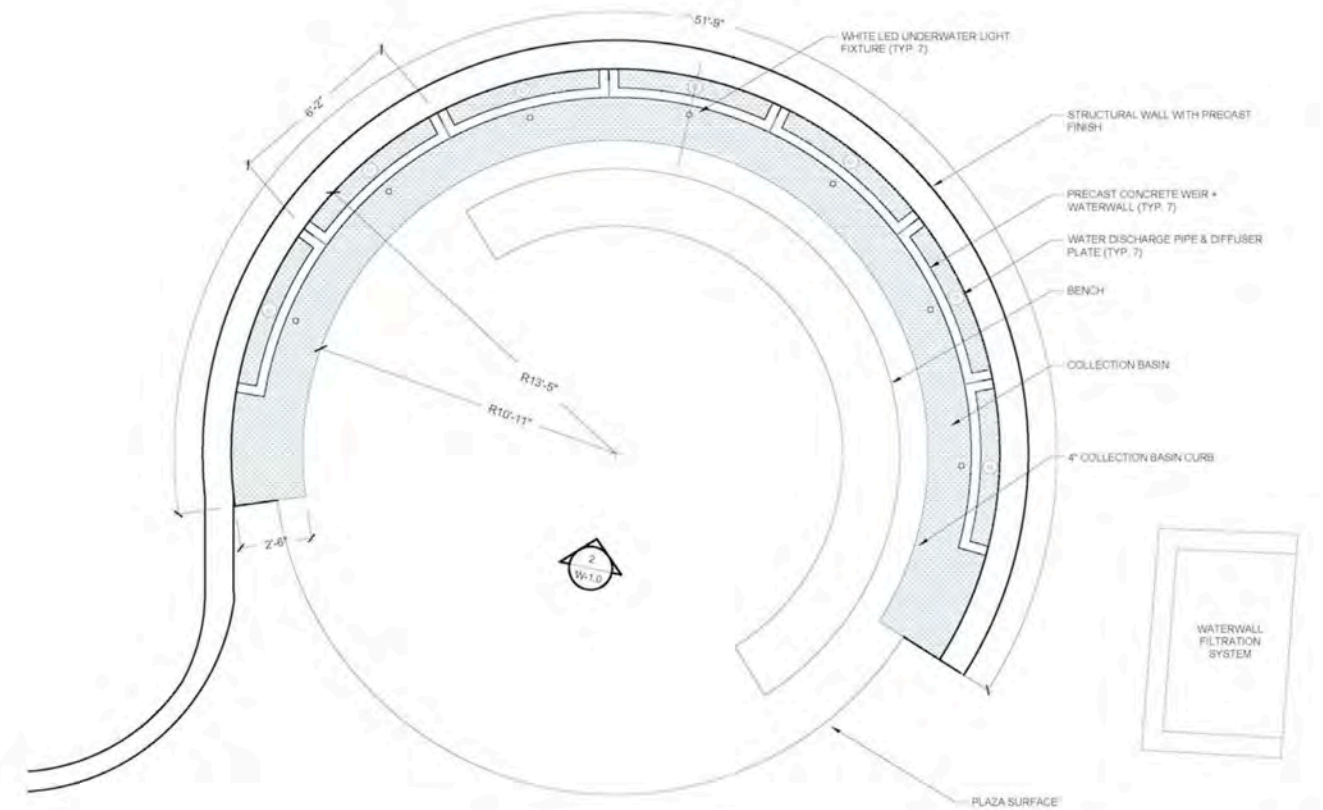 51'-9"
WHITE LED UNDERWATER LIGHT
FIXTURE (TYP. 7)
6'-2"
STRUCTURAL WALL WITH PRECAST
FINISH
PRECAST CONCRETE WEIR +
WATERWALL (TYP. 7)
WATER DISCHARGE PIPE & DIFFUSER
PLATE (TYP. 7)
BENCH
COLLECTION BASIN
R13'-5"
R10'-11"
4" COLLECTION BASIN CURB
2'-6"
2
W-1.0
WATERWALL
FILTRATION
SYSTEM
PLAZA SURFACE